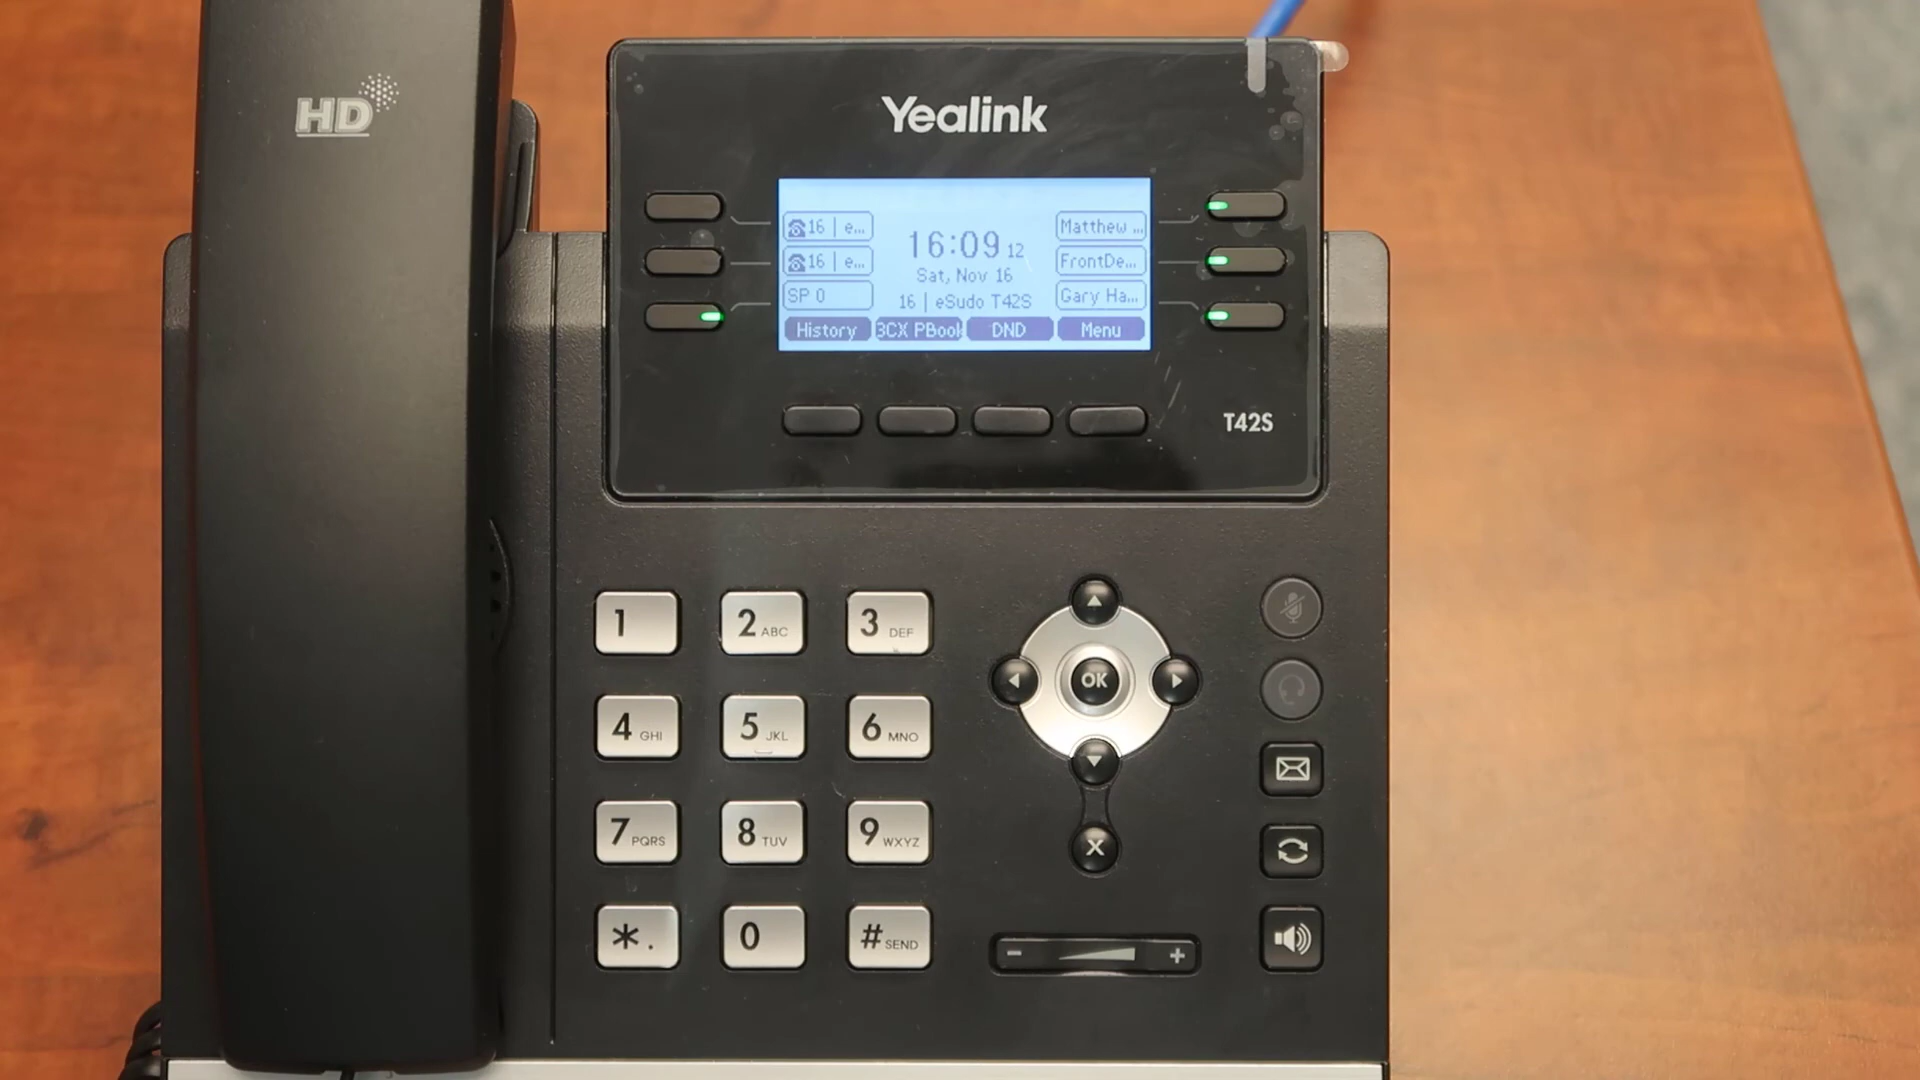 HD
Yealink
16 | e...
Matthew ...
16:09 12
16 | e...
FrontDe...
Sat, Nov 16
SP 0
16 | eSudo T42S
Gary Ha...
History
3CX PBook
DND
Menu
T42S
1
2 ABC
3 DEF
4 GHI
5 JKL
6 MNO
OK
7 PQRS
8 TUV
9 WXYZ
X
* .
0
# SEND
- +